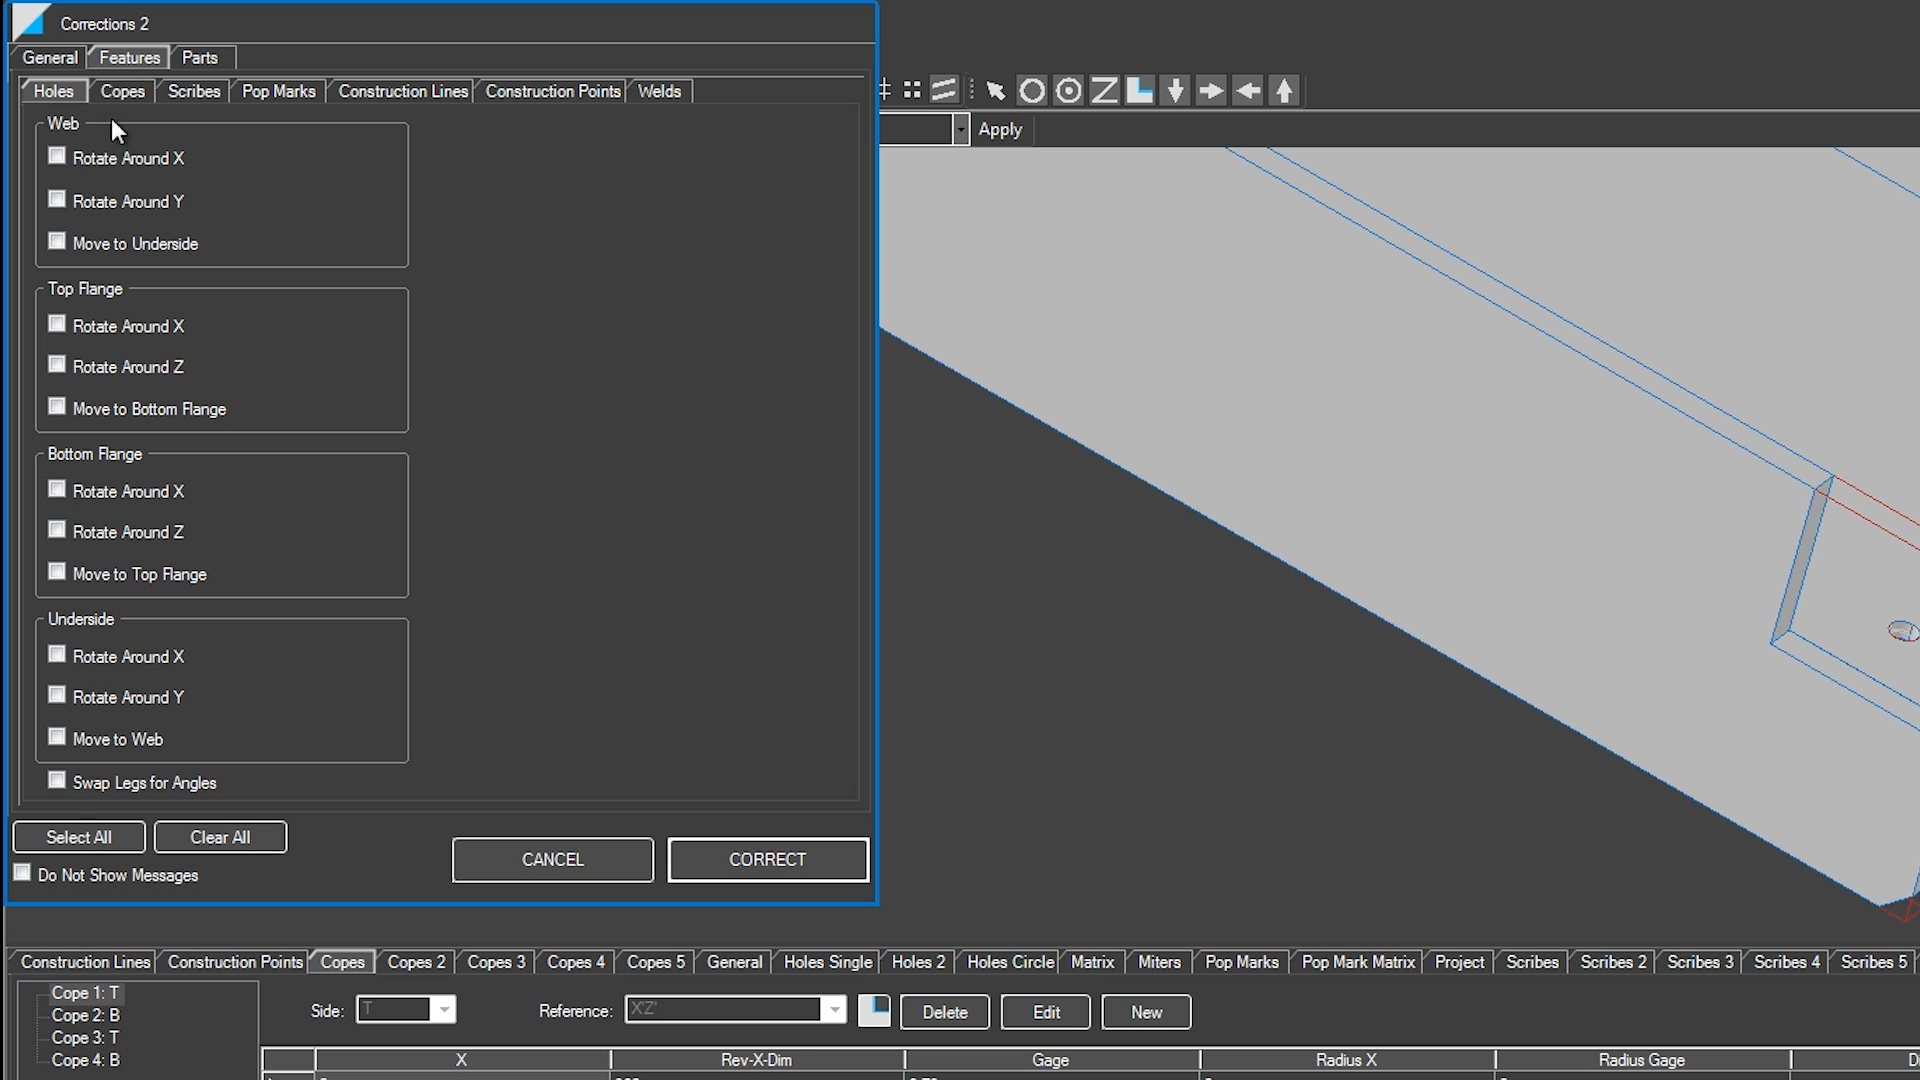 Corrections 2
General Features Parts
Holes Copes Scribes Pop Marks Construction Lines Construction Points Welds
Apply
Web
Rotate Around X
Rotate Around Y
Move to Underside
Top Flange
Rotate Around X
Rotate Around Z
Move to Bottom Flange
Bottom Flange
Rotate Around X
Rotate Around Z
Move to Top Flange
Underside
Rotate Around X
Rotate Around Y
Move to Web
Swap Legs for Angles
Select All Clear All
CANCEL CORRECT
Do Not Show Messages
Construction Lines Construction Points Copes Copes 2 Copes 3 Copes 4 Copes 5 General Holes Single Holes 2 Holes Circle Matrix Miters Pop Marks Pop Mark Matrix Project Scribes Scribes 2 Scribes 3 Scribes 4 Scribes 5
Cope 1: T
Cope 2: B
Cope 3: T
Cope 4: B
Side: T Reference: X'Z' Delete Edit New
X Rev-X-Dim Gage Radius X Radius Gage